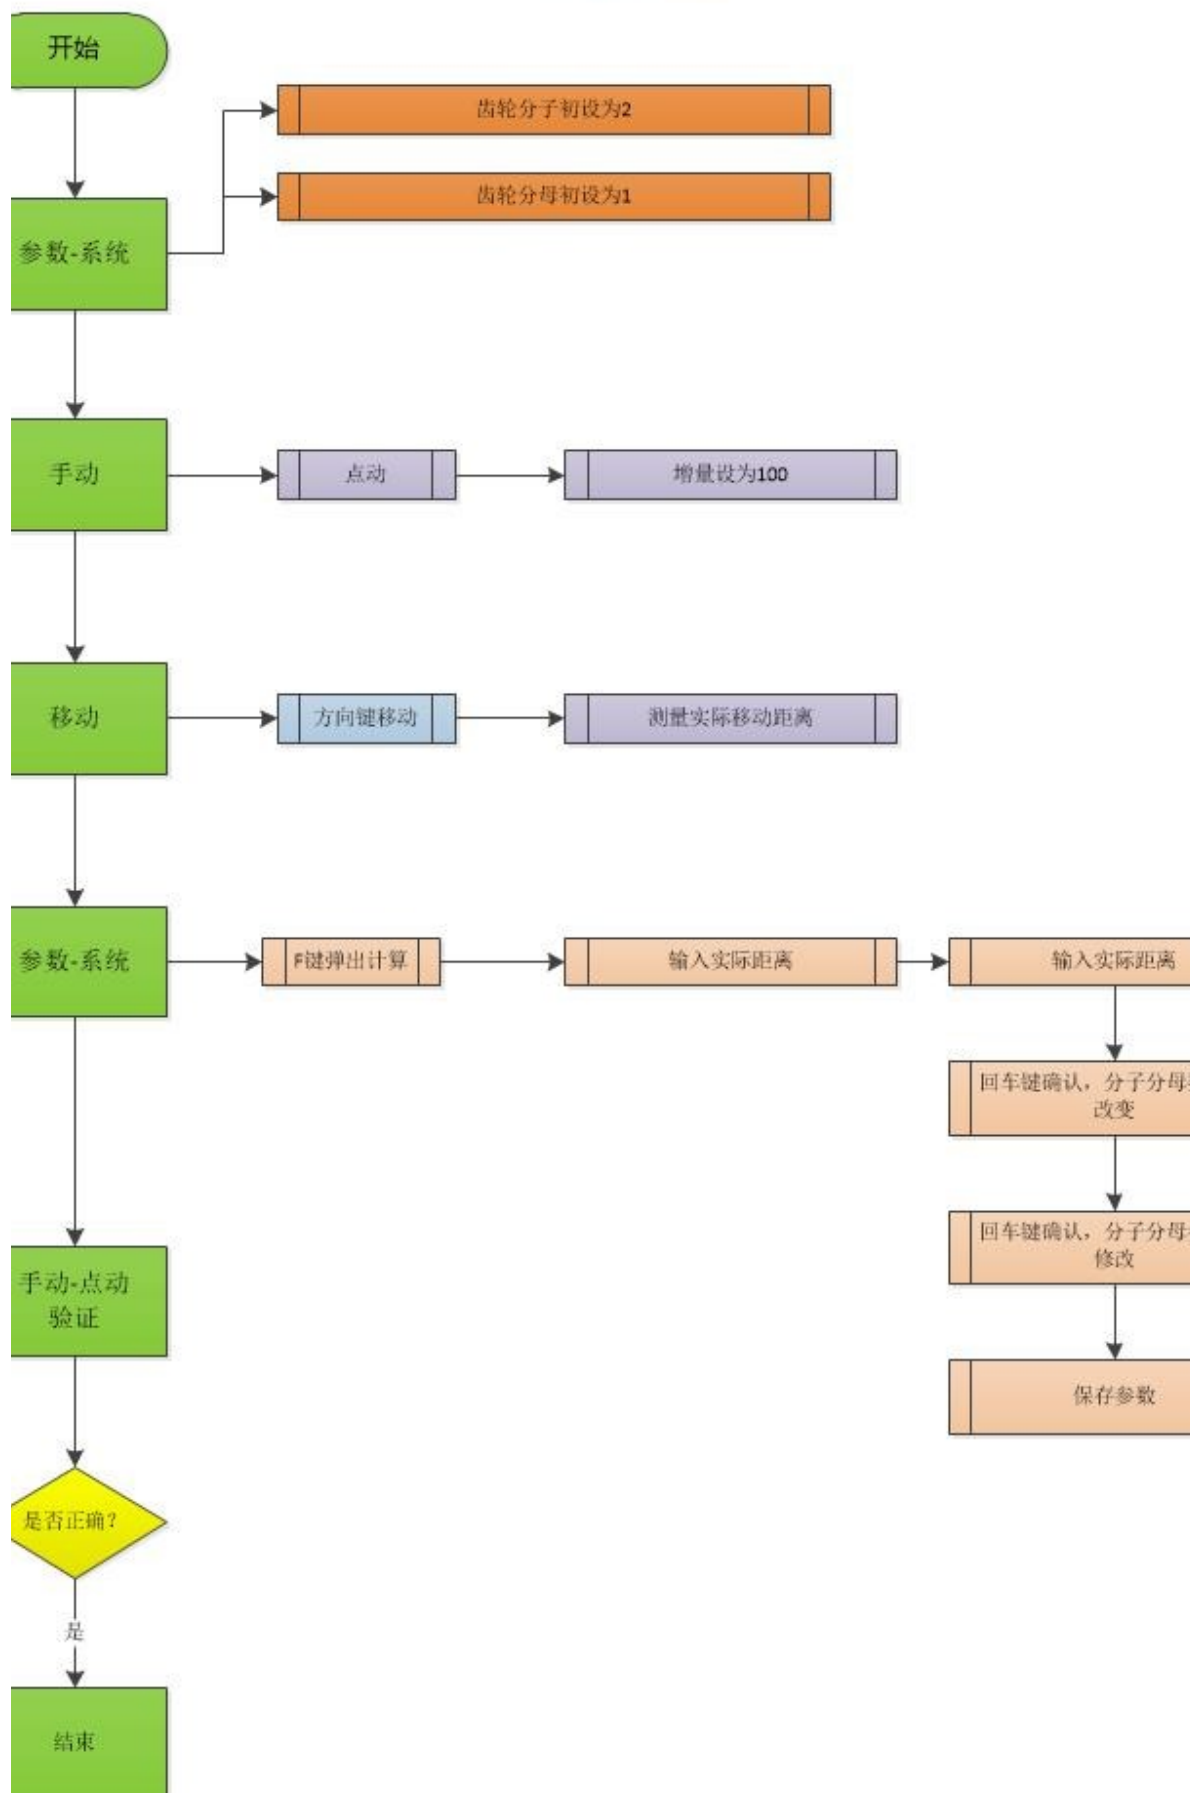 开始
齿轮分子初设为2
齿轮分母初设为1
参数-系统
手动
点动
增量设为100
移动
方向键移动
测量实际移动距离
参数-系统
F键弹出计算
输入实际距离
输入实际距离
回车键确认，分子分母
改变
回车键确认，分子分母
修改
保存参数
手动-点动
验证
是否正确？
是
结束